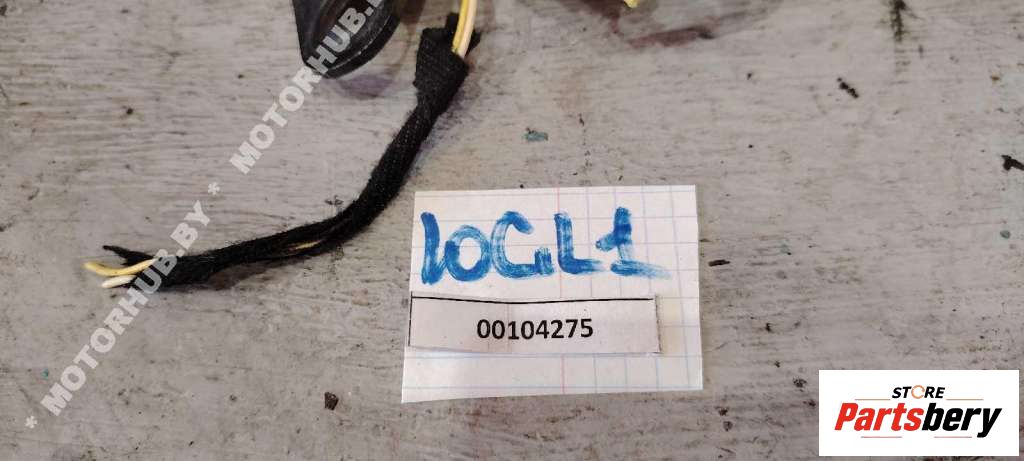 * MOTORHUB.BY * MOTORHUB.BY
10GL1
00104275
STORE
Partsbery